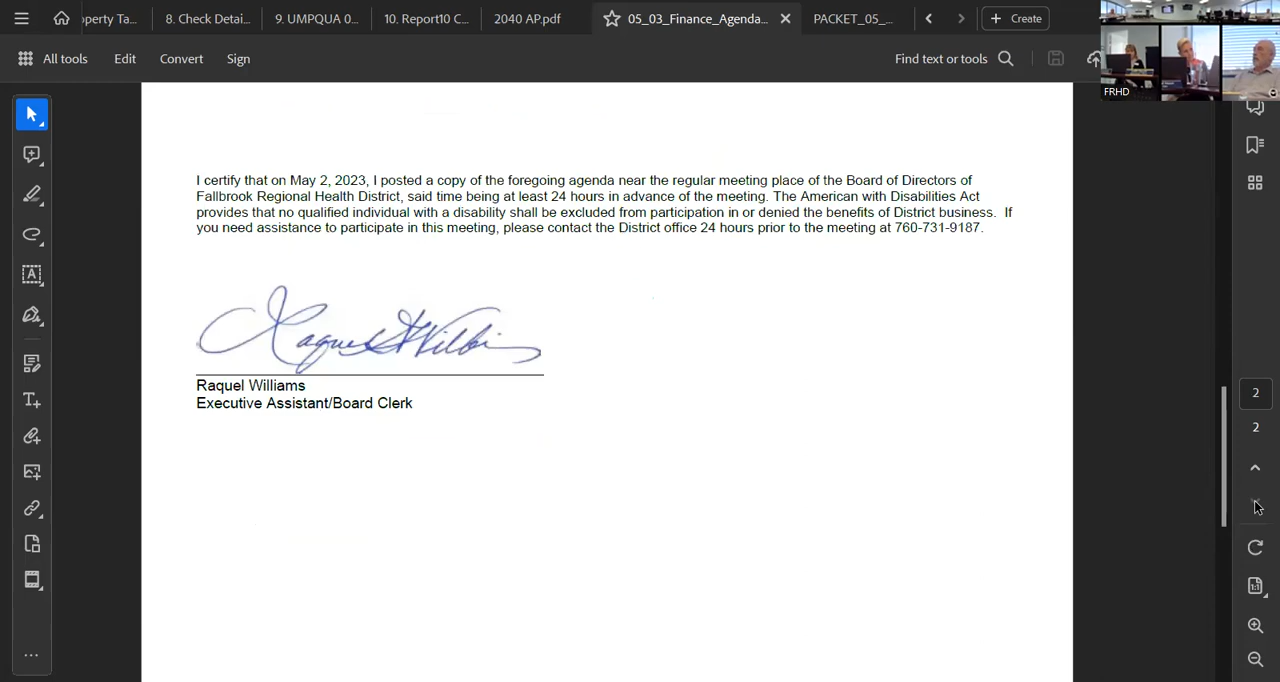 perty Ta...
8. Check Detai...
9. UMPQUA 0...
10. Report10 C...
2040 AP.pdf
05_03_Finance_Agenda...
PACKET_05_...
Create
All tools
Edit
Convert
Sign
Find text or tools
FRHD
I certify that on May 2, 2023, I posted a copy of the foregoing agenda near the regular meeting place of the Board of Directors of
Fallbrook Regional Health District, said time being at least 24 hours in advance of the meeting. The American with Disabilities Act
provides that no qualified individual with a disability shall be excluded from participation in or denied the benefits of District business. If
you need assistance to participate in this meeting, please contact the District office 24 hours prior to the meeting at 760-731-9187.
Raquel Williams
Executive Assistant/Board Clerk
2
2